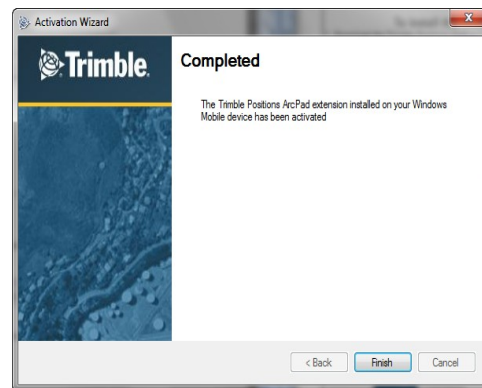 Activation Wizard
Trimble.
Completed
The Trimble Positions ArcPad extension installed on your Windows
Mobile device has been activated
< Back
Finish
Cancel